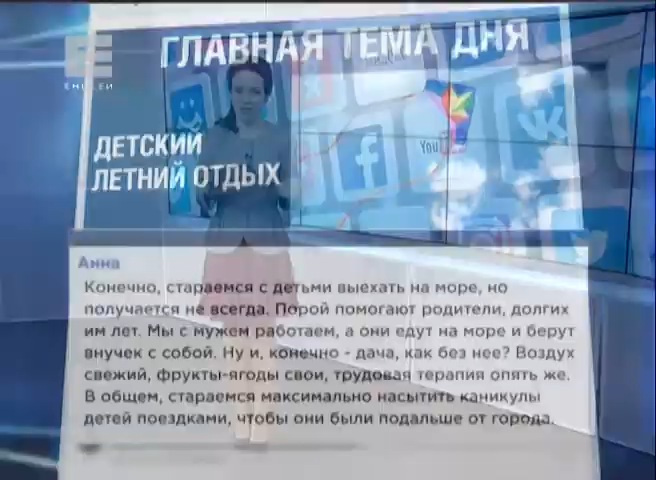 ГЛАВНАЯ ТЕМА ДНЯ
ЕНИСЕЙ
ДЕТСКИЙ
ЛЕТНИЙ ОТДЫХ
You
Анна
Конечно, стараемся с детьми выехать на море, но
получается не всегда. Порой помогают родители, долгих
им лет. Мы с мужем работаем, а они едут на море и берут
внучек с собой. Ну и, конечно - дача, как без нее? Воздух
свежий, фрукты-ягоды свои, трудовая терапия опять же.
В общем, стараемся максимально насытить каникулы
детей поездками, чтобы они были подальше от города.